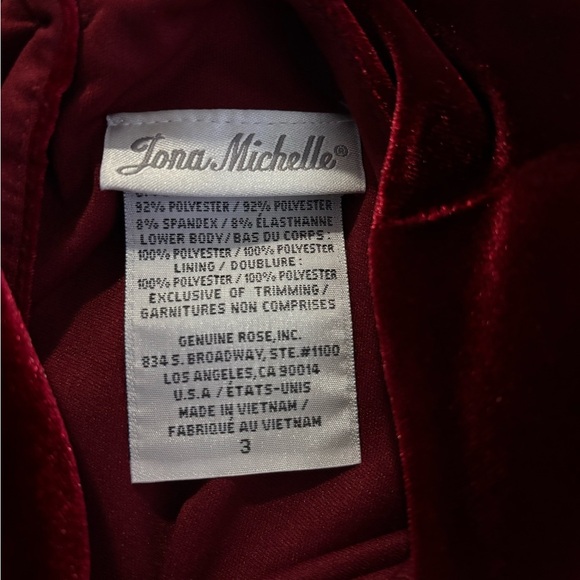 Jona Michelle®
92% POLYESTER / 92% POLYESTER
8% SPANDEX / 8% ÉLASTHANNE
LOWER BODY/BAS DU CORPS :
100% POLYESTER / 100% POLYESTER
LINING / DOUBLURE :
100% POLYESTER / 100% POLYESTER
EXCLUSIVE OF TRIMMING /
GARNITURES NON COMPRISES
GENUINE ROSE,INC.
834 S. BROADWAY, STE.#1100
LOS ANGELES,CA 90014
U.S.A / ÉTATS-UNIS
MADE IN VIETNAM /
FABRIQUÉ AU VIETNAM
3